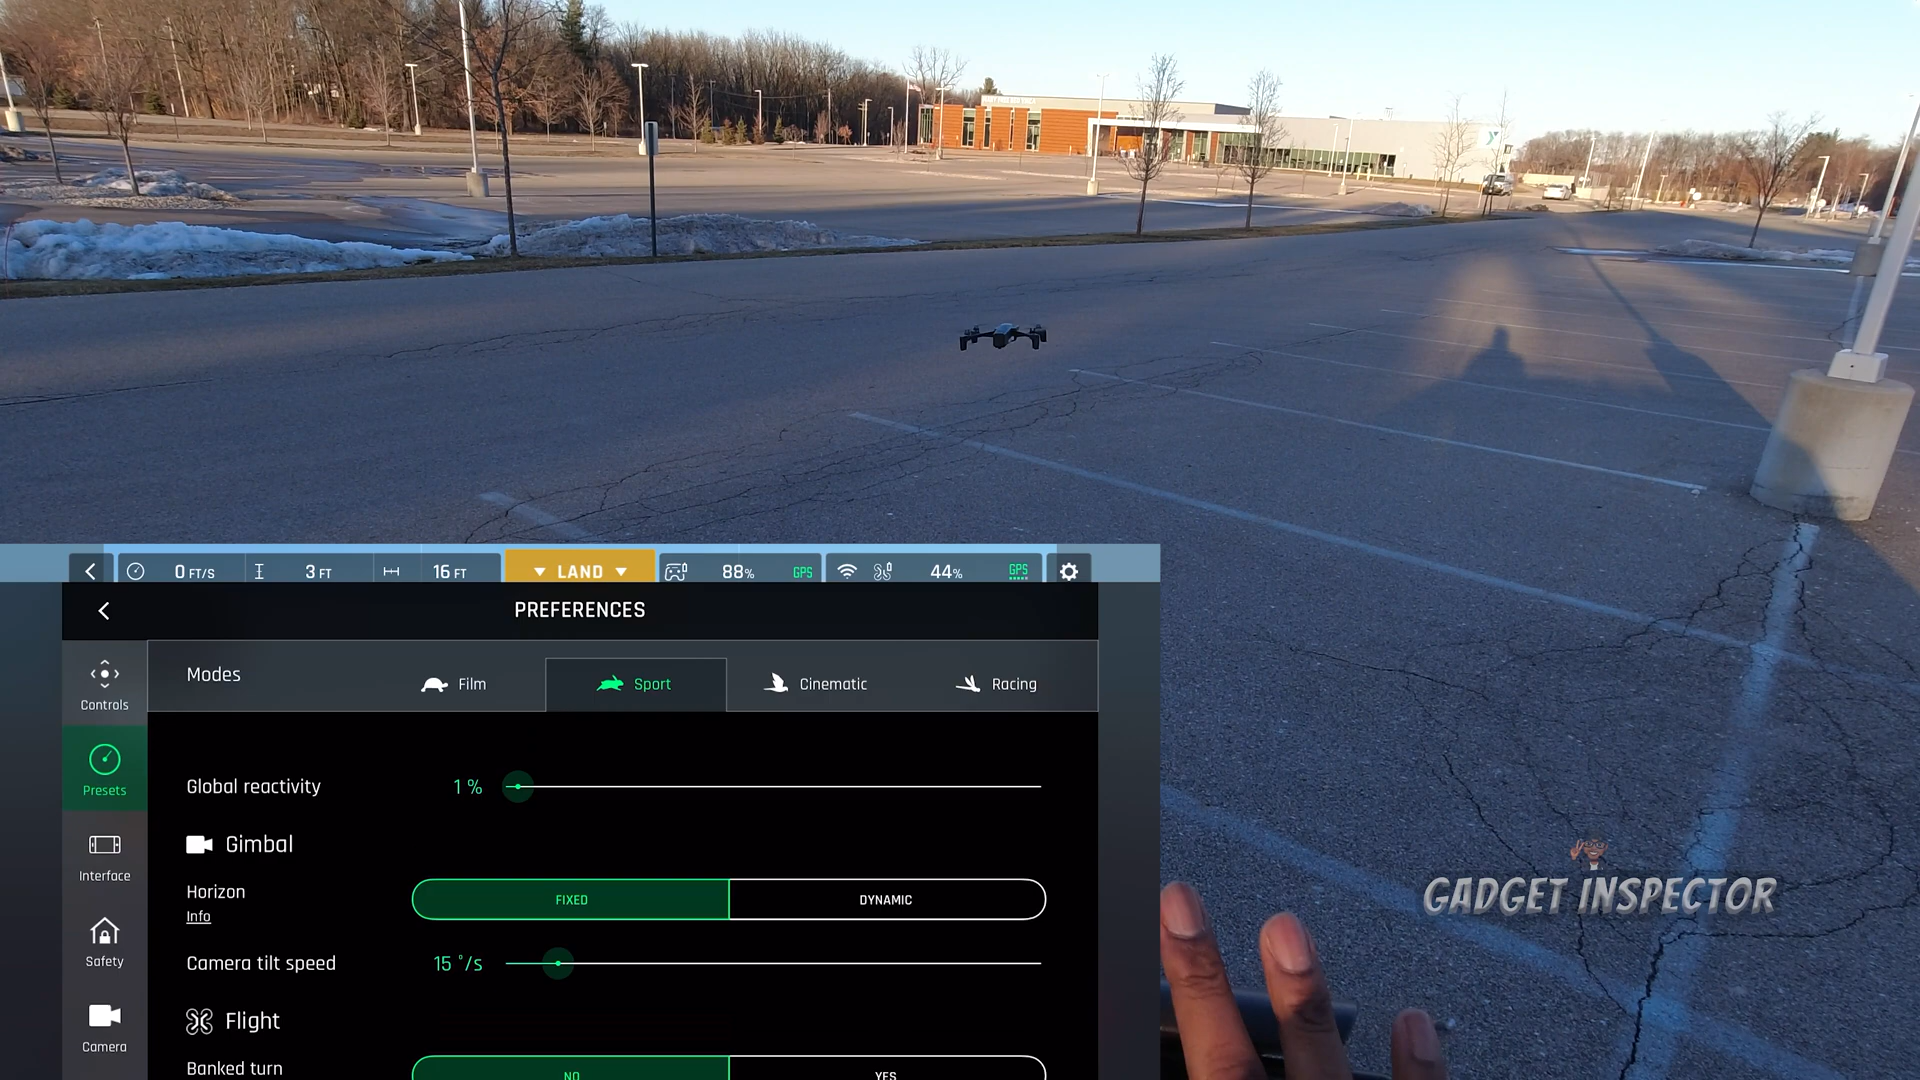 0 FT/S
3 FT
16 FT
LAND
88%
GPS
44%
GPS
PREFERENCES
Controls
Presets
Interface
Safety
Camera
Modes
Film
Sport
Cinematic
Racing
Global reactivity
1 %
Gimbal
Horizon
Info
FIXED
DYNAMIC
Camera tilt speed
15 °/s
Flight
Banked turn
NO
YES
GADGET INSPECTOR